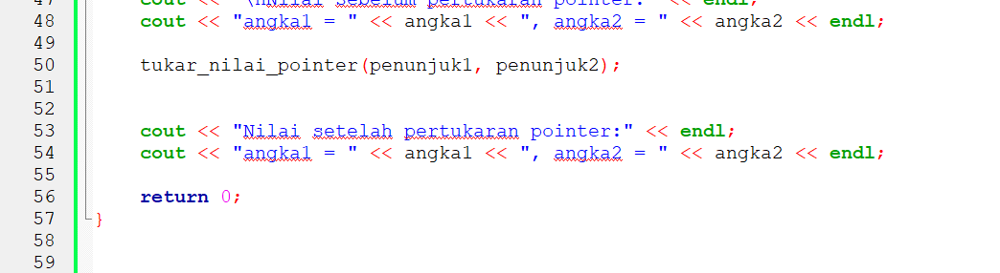 47 cout << "\nNilai sebelum pertukaran pointer:" << endl;
48 cout << "angka1 = " << angka1 << ", angka2 = " << angka2 << endl;
49
50 tukar_nilai_pointer(penunjuk1, penunjuk2);
51
52
53 cout << "Nilai setelah pertukaran pointer:" << endl;
54 cout << "angka1 = " << angka1 << ", angka2 = " << angka2 << endl;
55
56 return 0;
57 }
58
59